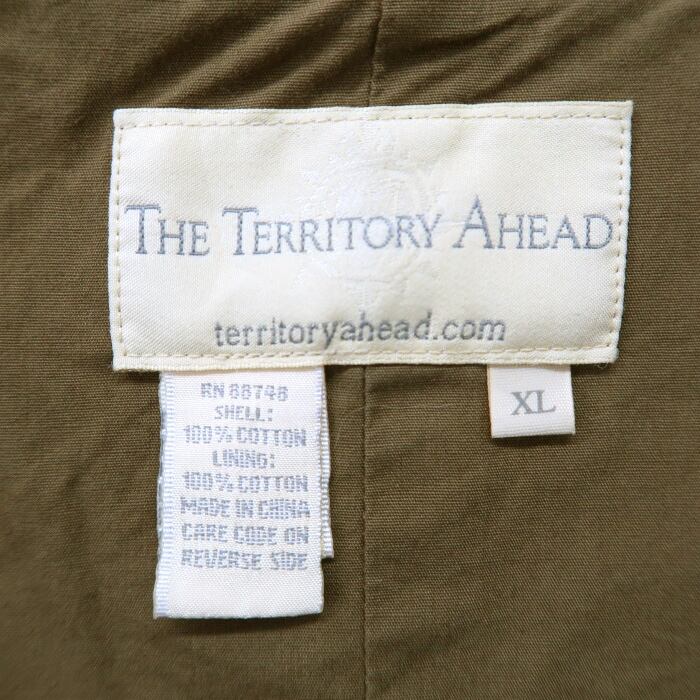 THE TERRITORY AHEAD
territoryahead.com
XL
RN 88748
SHELL:
100% COTTON
LINING:
100% COTTON
MADE IN CHINA
CARE CODE ON
REVERSE SIDE